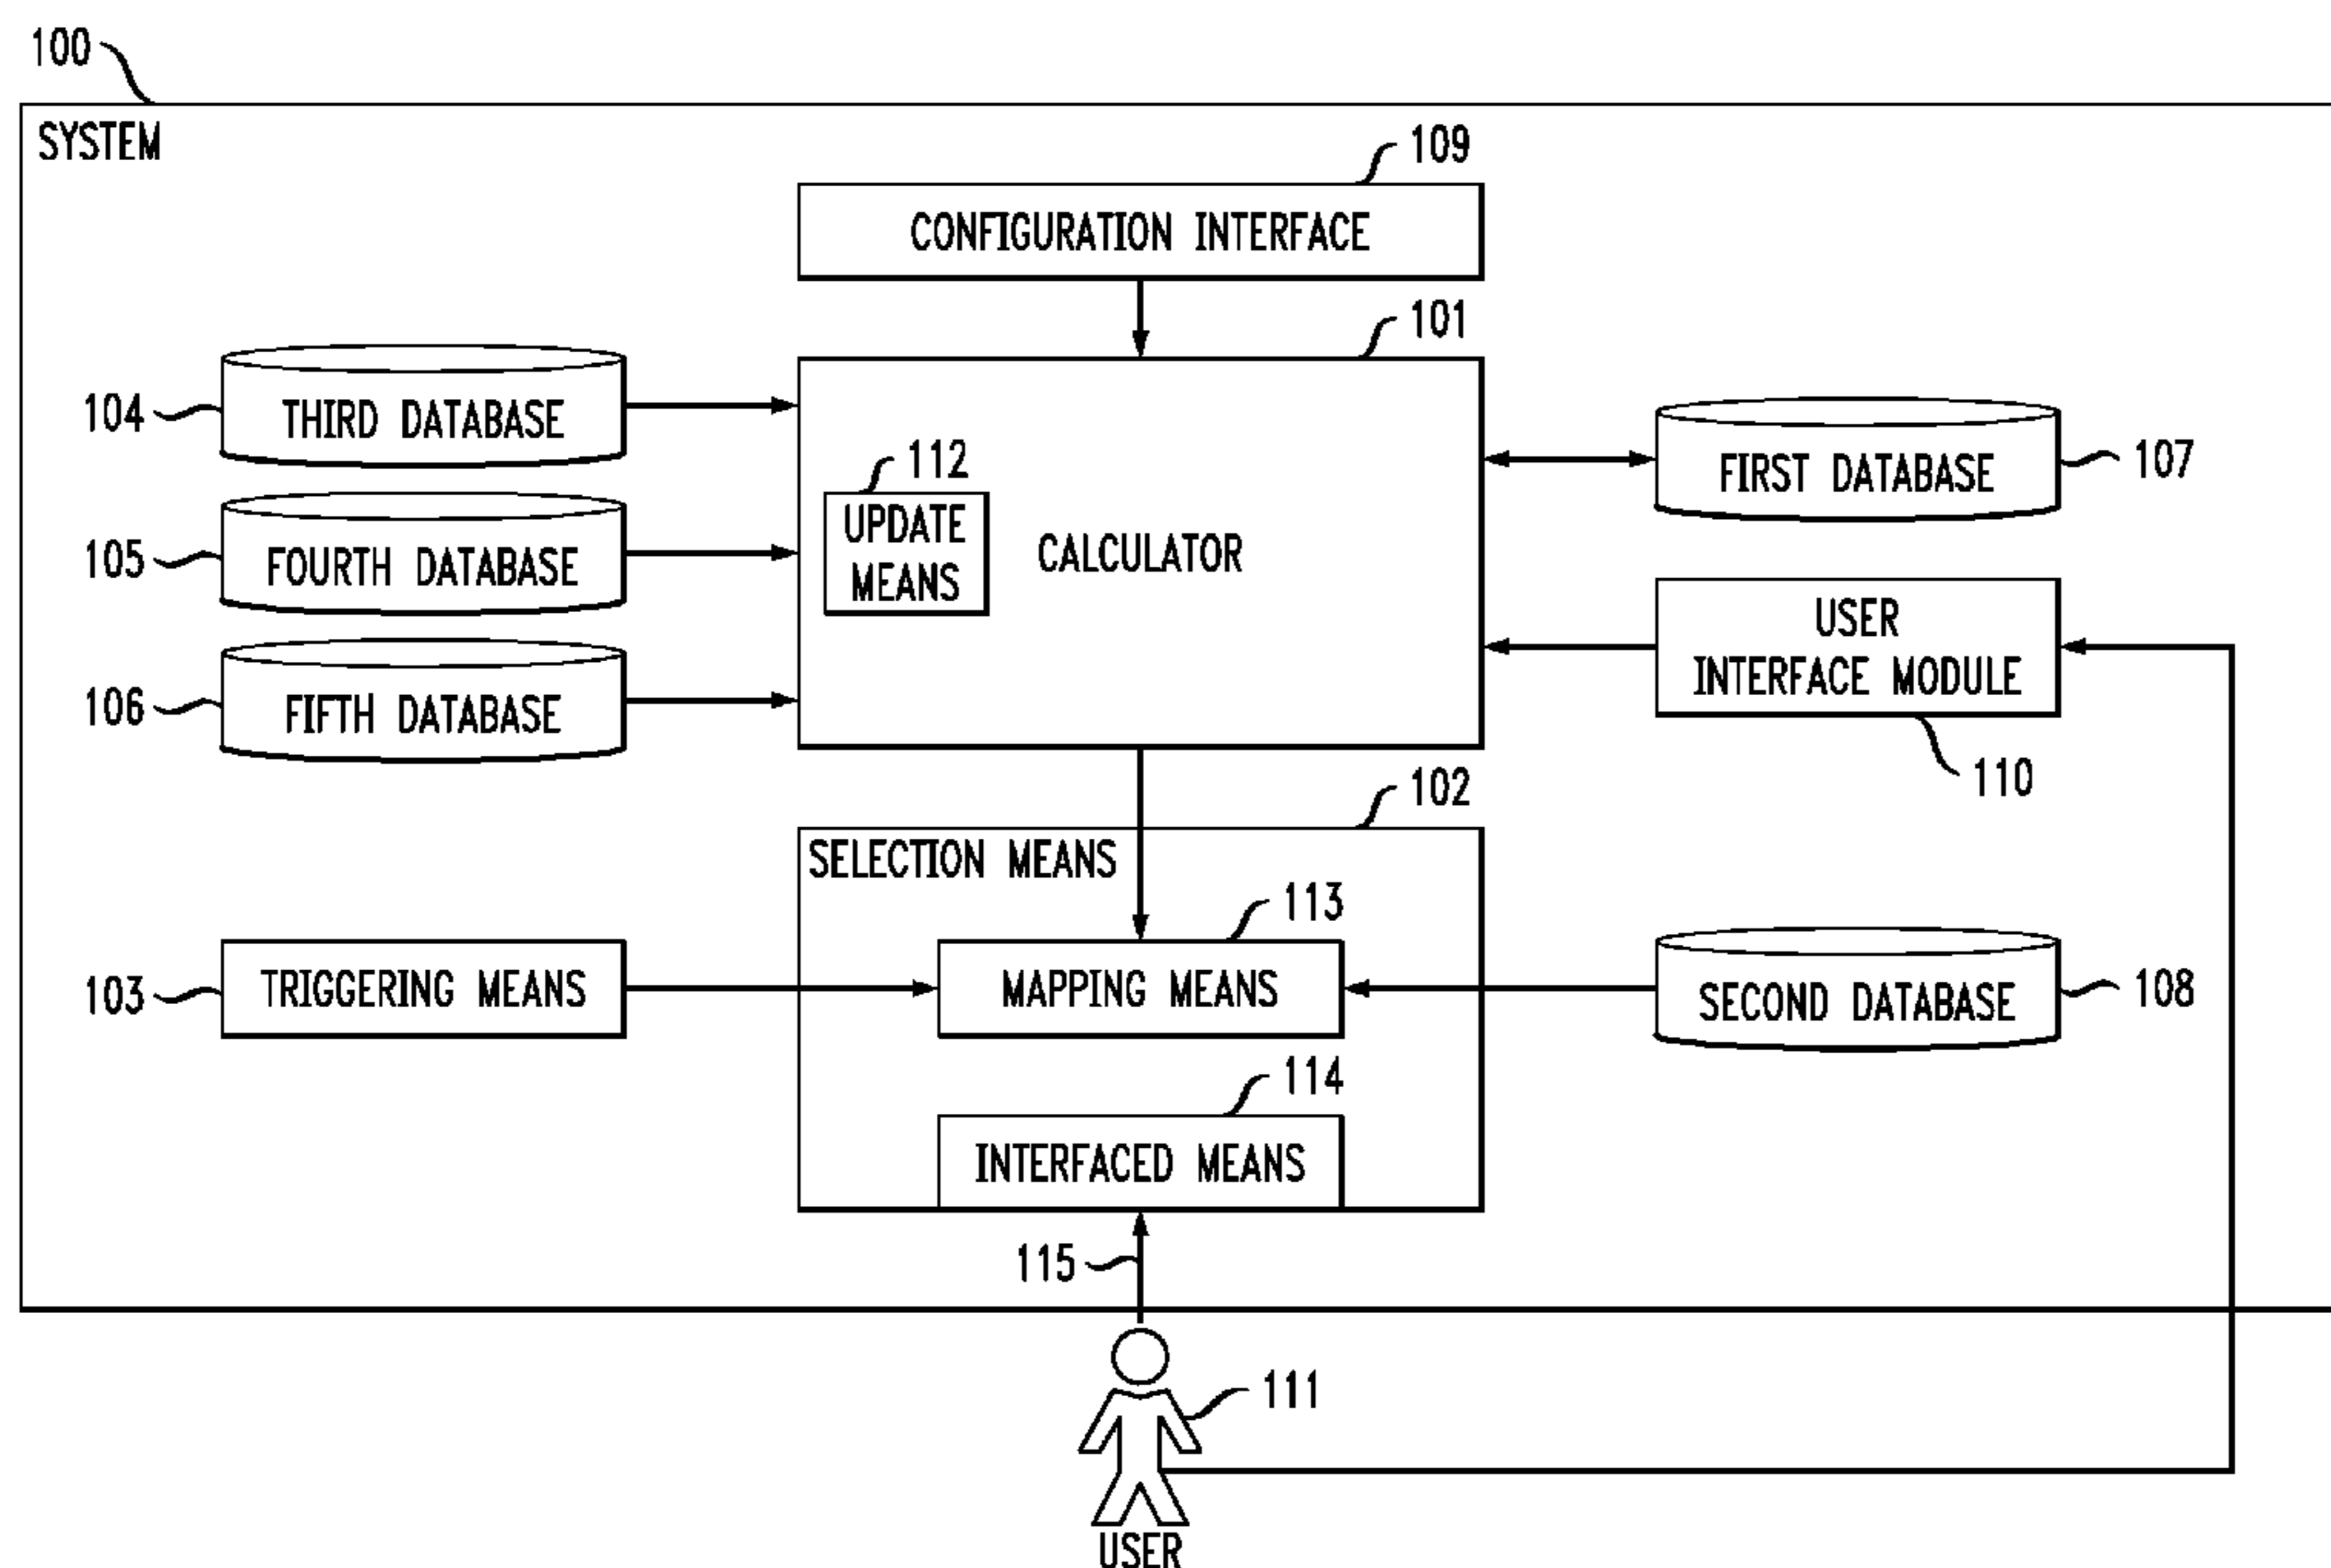 100
SYSTEM
109
CONFIGURATION INTERFACE
101
104
THIRD DATABASE
112
FIRST DATABASE
107
UPDATE
MEANS
CALCULATOR
105
FOURTH DATABASE
USER
INTERFACE MODULE
106
FIFTH DATABASE
110
102
SELECTION MEANS
113
103
TRIGGERING MEANS
MAPPING MEANS
SECOND DATABASE
108
114
INTERFACED MEANS
115
111
USER